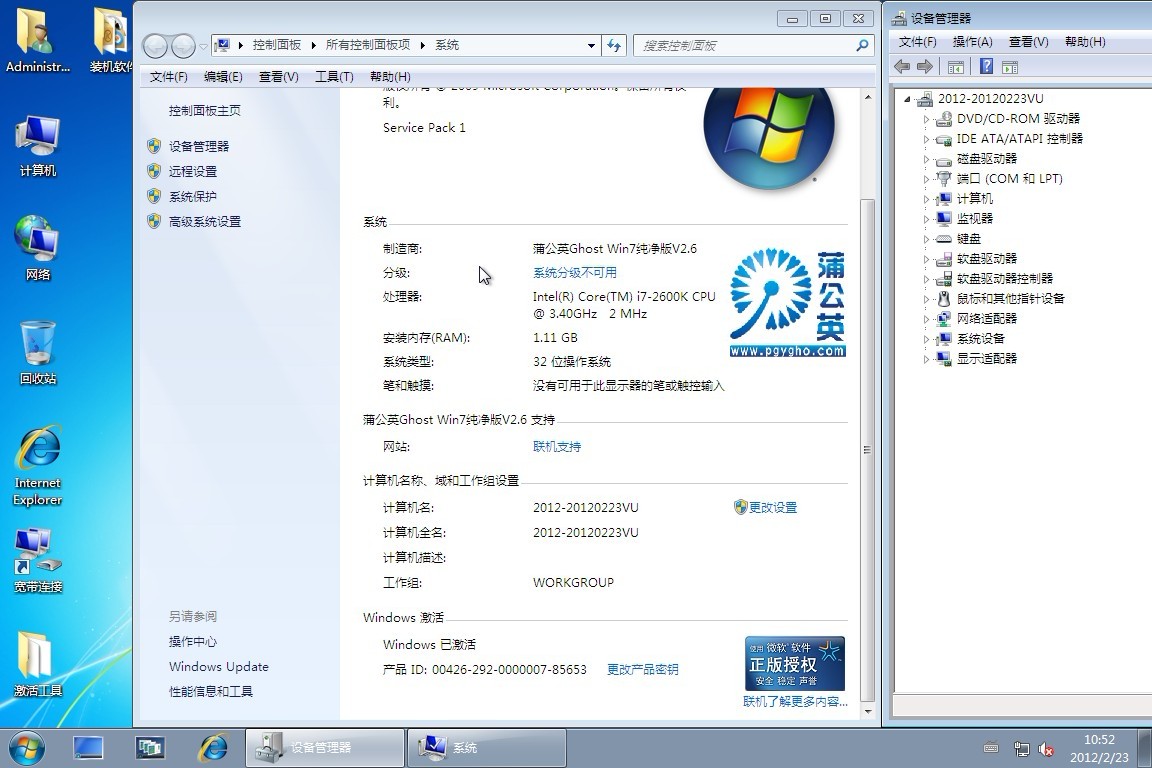 Administr...
装机软件
计算机
网络
回收站
Internet
Explorer
宽带连接
激活工具
控制面板 ▸ 所有控制面板项 ▸ 系统
搜索控制面板
文件(F) 编辑(E) 查看(V) 工具(T) 帮助(H)
控制面板主页
设备管理器
远程设置
系统保护
高级系统设置
另请参阅
操作中心
Windows Update
性能信息和工具
利。
Service Pack 1
系统
制造商: 蒲公英Ghost Win7纯净版V2.6
分级: 系统分级不可用
处理器: Intel(R) Core(TM) i7-2600K CPU
@ 3.40GHz 2 MHz
安装内存(RAM): 1.11 GB
系统类型: 32 位操作系统
笔和触摸: 没有可用于此显示器的笔或触控输入
蒲公英
www.pgygho.com
蒲公英Ghost Win7纯净版V2.6 支持
网站: 联机支持
计算机名称、域和工作组设置
计算机名: 2012-20120223VU 更改设置
计算机全名: 2012-20120223VU
计算机描述:
工作组: WORKGROUP
Windows 激活
Windows 已激活
产品 ID: 00426-292-0000007-85653 更改产品密钥
使用 微软 软件
正版授权
安全 稳定 声誉
联机了解更多内容...
设备管理器
文件(F) 操作(A) 查看(V) 帮助(H)
2012-20120223VU
DVD/CD-ROM 驱动器
IDE ATA/ATAPI 控制器
磁盘驱动器
端口 (COM 和 LPT)
计算机
监视器
键盘
软盘驱动器
软盘驱动器控制器
鼠标和其他指针设备
网络适配器
系统设备
显示适配器
设备管理器
系统
10:52
2012/2/23